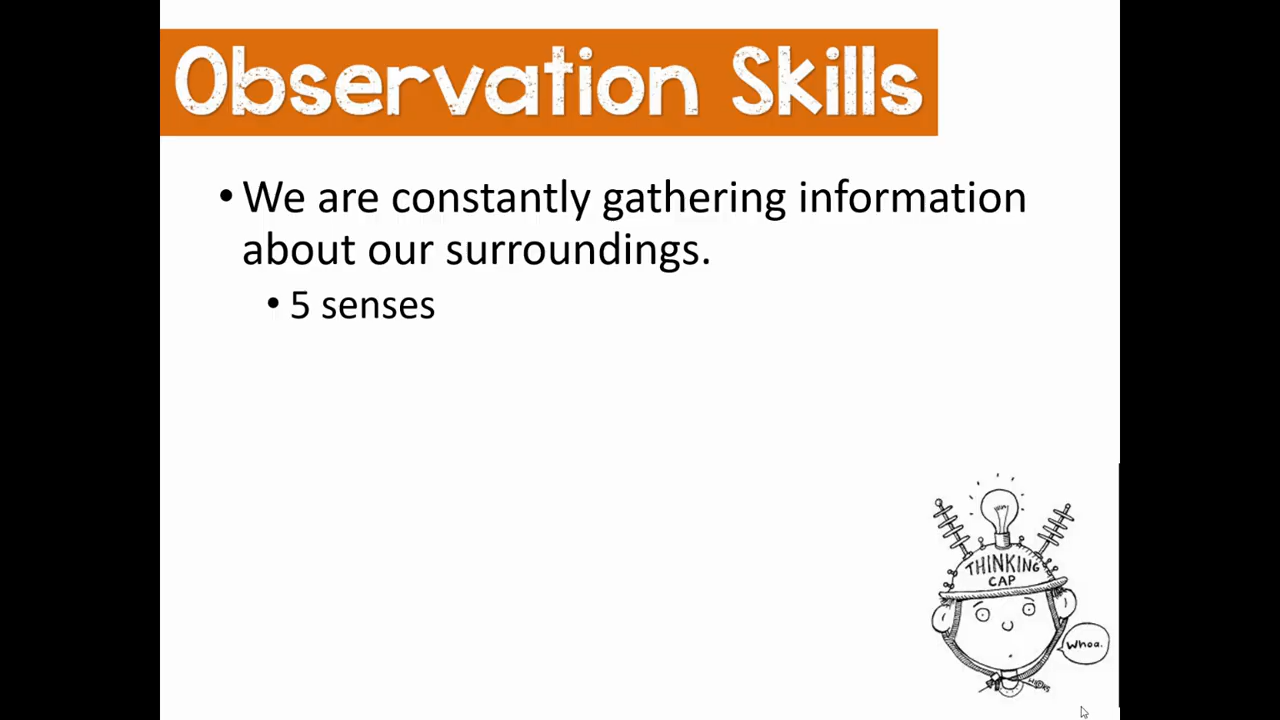 Observation Skills
• We are constantly gathering information
about our surroundings.
• 5 senses
THINKING
CAP
Whoa.